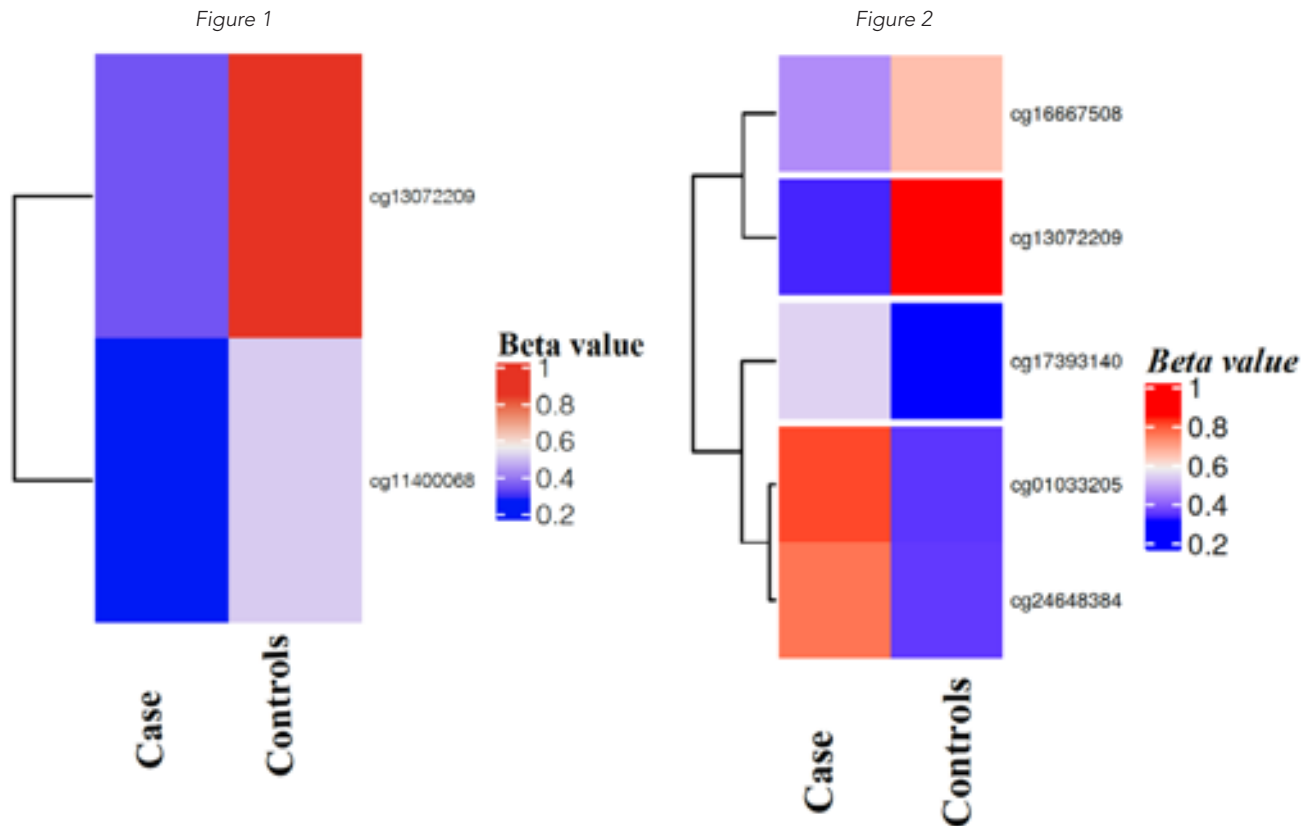 Figure 1
Figure 2
cg13072209
cg11400068
Beta value
1
0.8
0.6
0.4
0.2
Case
Controls
cg16667508
cg13072209
cg17393140
cg01033205
cg24648384
Beta value
1
0.8
0.6
0.4
0.2
Case
Controls